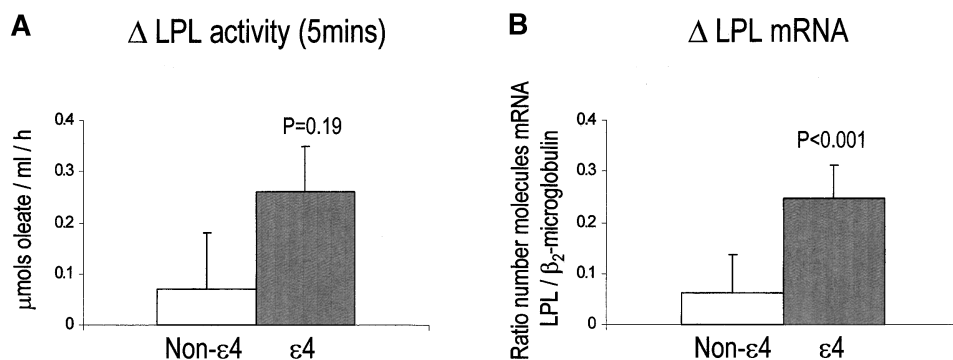 A
Δ LPL activity (5mins)
μmols oleate / ml / h
0.4
0.3
0.2
0.1
0
P=0.19
Non-ε4
ε4
B
Δ LPL mRNA
Ratio number molecules mRNA
LPL / β₂-microglobulin
0.4
0.3
0.2
0.1
0
P<0.001
Non-ε4
ε4